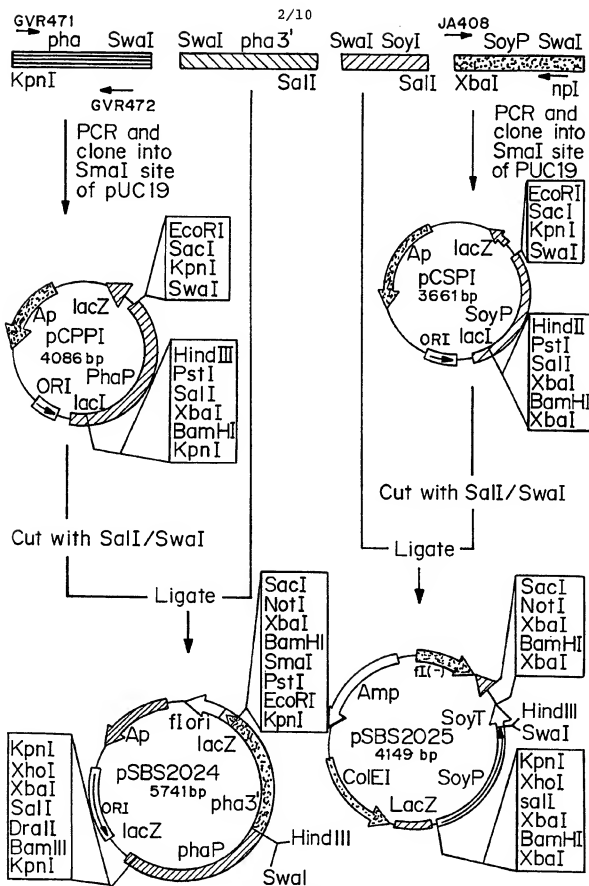 2/10
GVR471
pha SwaI
KpnI
GVR472
SwaI pha3'
SalI
SwaI SoyI
SalI
JA408
SoyP SwaI
XbaI
npI
PCR and
clone into
SmaI site
of pUC19
PCR and
clone into
SmaI site
of PUC19
EcoRI
SacI
KpnI
SwaI
Ap
lacZ
pCPPI
4086 bp
PhaP
ORI
lacI
HindIII
PstI
SalI
XbaI
BamHI
KpnI
EcoRI
SacI
KpnI
SwaI
Ap
lacZ
pCSPI
3661 bp
SoyP
ORI
lacI
HindII
PstI
SalI
XbaI
BamHI
XbaI
Cut with SalI/SwaI
Ligate
Cut with SalI/SwaI
Ligate
SacI
NotI
XbaI
BamHI
SmaI
PstI
EcoRI
KpnI
fI ori
lacZ
Ap
pSBS2024
5741bp
pha3'
ORI
lacZ
phaP
HindIII
SwaI
KpnI
XhoI
XbaI
SalI
DraII
BamIII
KpnI
SacI
NotI
XbaI
BamHI
XbaI
fI(-)
Amp
SoyT
HindIII
SwaI
pSBS2025
4149 bp
ColEI
SoyP
LacZ
KpnI
XhoI
salI
XbaI
BamHI
XbaI